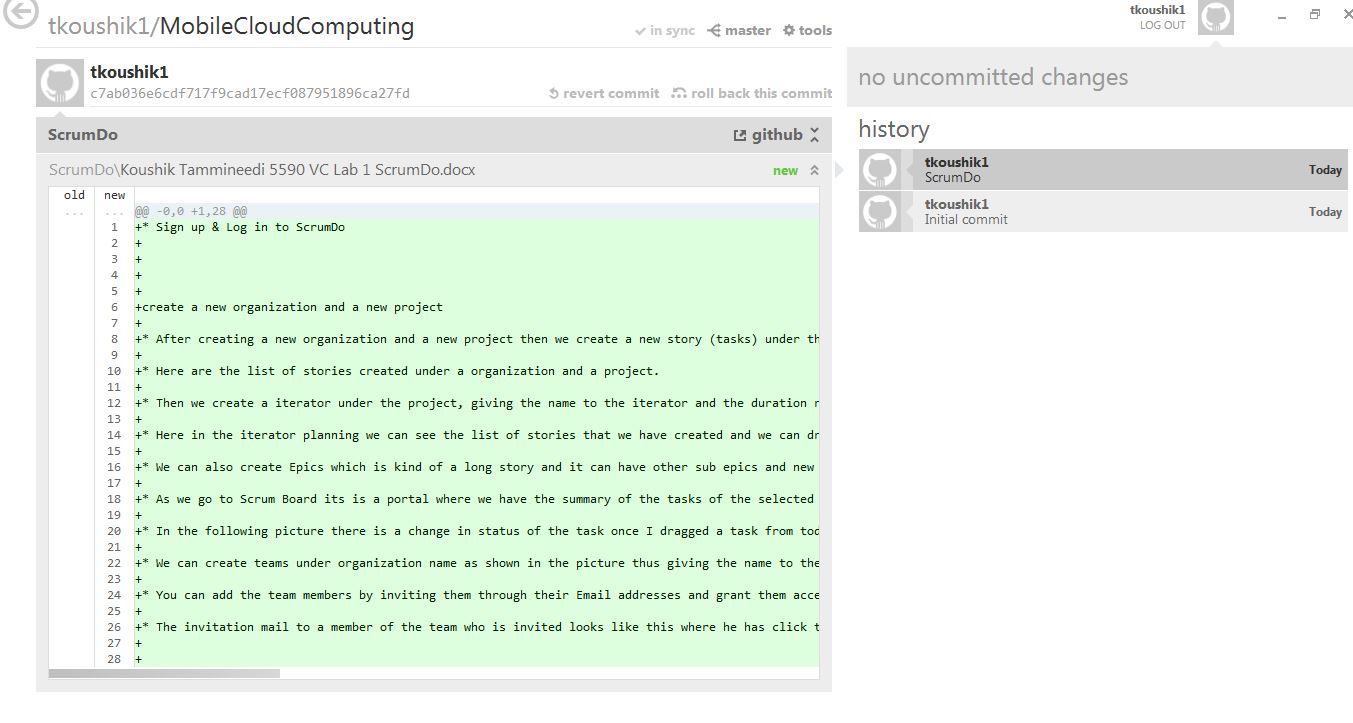 tkoushik1/MobileCloudComputing
in sync master tools
tkoushik1
LOG OUT
tkoushik1
c7ab036e6cdf717f9cad17ecf087951896ca27fd
revert commit roll back this commit
ScrumDo
github
ScrumDo\Koushik Tammineedi 5590 VC Lab 1 ScrumDo.docx
new
old new
... ... @@ -0,0 +1,28 @@
1 +* Sign up & Log in to ScrumDo
2 +
3 +
4 +
5 +
6 +create a new organization and a new project
7 +
8 +* After creating a new organization and a new project then we create a new story (tasks) under th
9 +
10 +* Here are the list of stories created under a organization and a project.
11 +
12 +* Then we create a iterator under the project, giving the name to the iterator and the duration
13 +
14 +* Here in the iterator planning we can see the list of stories that we have created and we can dr
15 +
16 +* We can also create Epics which is kind of a long story and it can have other sub epics and new
17 +
18 +* As we go to Scrum Board its is a portal where we have the summary of the tasks of the selected
19 +
20 +* In the following picture there is a change in status of the task once I dragged a task from tod
21 +
22 +* We can create teams under organization name as shown in the picture thus giving the name to the
23 +
24 +* You can add the team members by inviting them through their Email addresses and grant them acce
25 +
26 +* The invitation mail to a member of the team who is invited looks like this where he has click t
27 +
28 +
no uncommitted changes
history
tkoushik1
ScrumDo
Today
tkoushik1
Initial commit
Today